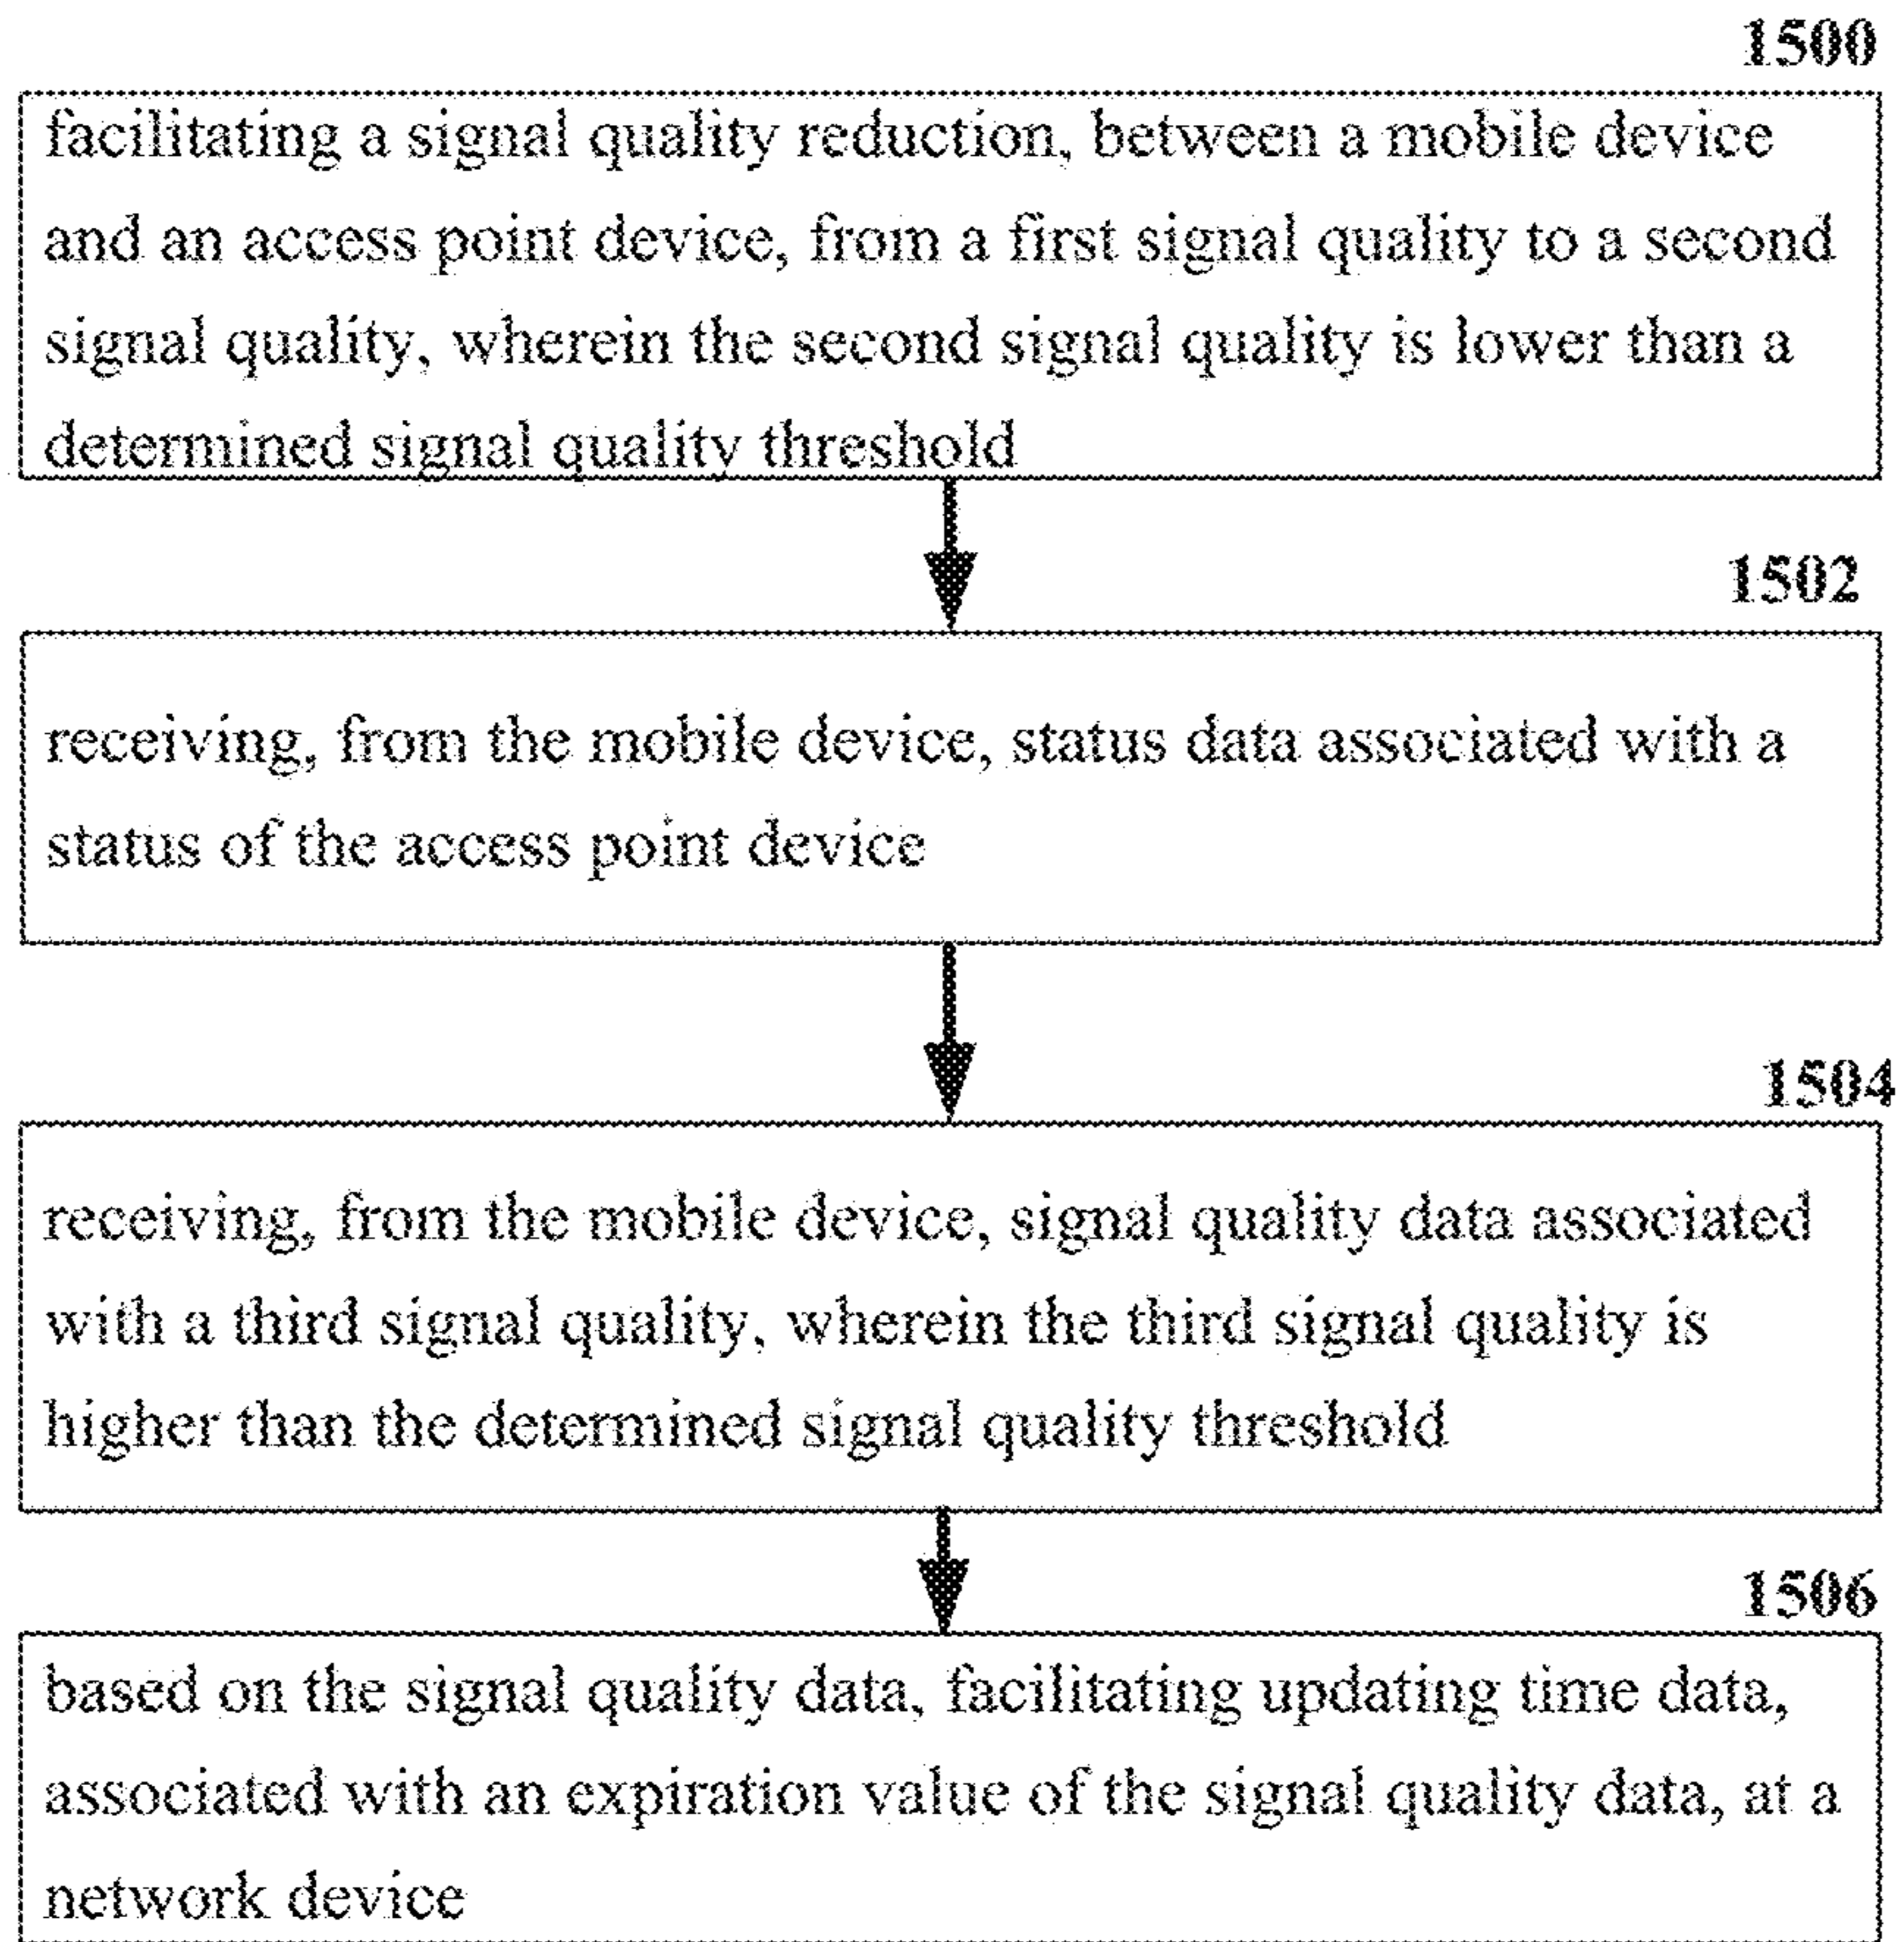 1500
facilitating a signal quality reduction, between a mobile device
and an access point device, from a first signal quality to a second
signal quality, wherein the second signal quality is lower than a
determined signal quality threshold
1502
receiving, from the mobile device, status data associated with a
status of the access point device
1504
receiving, from the mobile device, signal quality data associated
with a third signal quality, wherein the third signal quality is
higher than the determined signal quality threshold
1506
based on the signal quality data, facilitating updating time data,
associated with an expiration value of the signal quality data, at a
network device